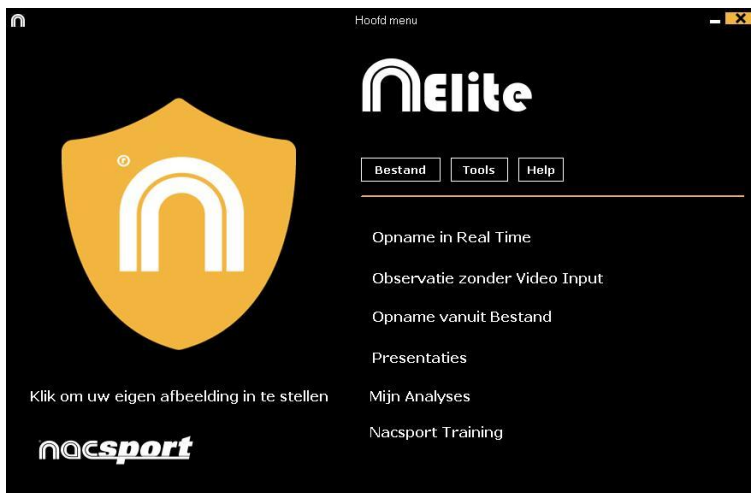 Hoofd menu
nElite
Bestand Tools Help
Opname in Real Time
Observatie zonder Video Input
Opname vanuit Bestand
Presentaties
Mijn Analyses
Nacsport Training
n ®
Klik om uw eigen afbeelding in te stellen
nacsport